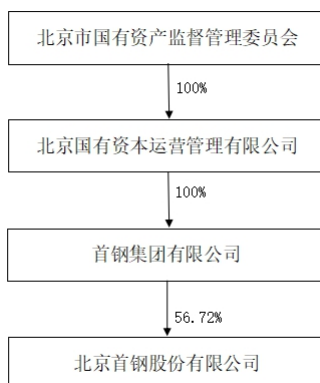 北京市国有资产监督管理委员会
100%
北京国有资本运营管理有限公司
100%
首钢集团有限公司
56.72%
北京首钢股份有限公司